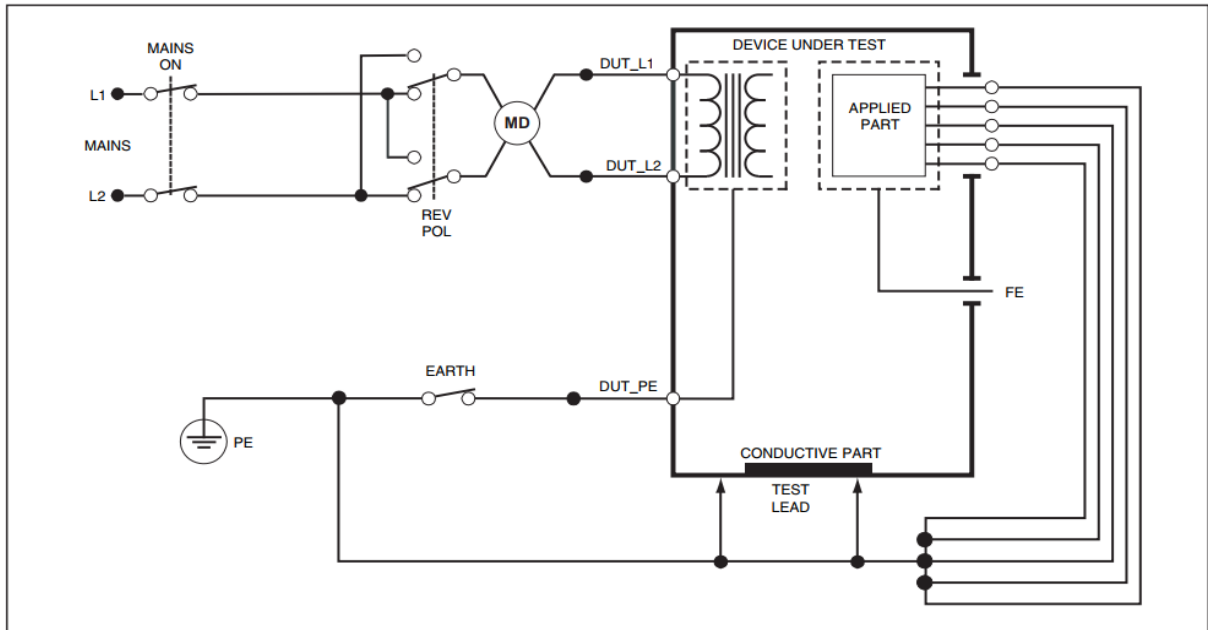 MAINS
ON
L1
MAINS
L2
REV
POL
MD
DUT_L1
DUT_L2
DEVICE UNDER TEST
APPLIED
PART
FE
EARTH
DUT_PE
PE
CONDUCTIVE PART
TEST
LEAD